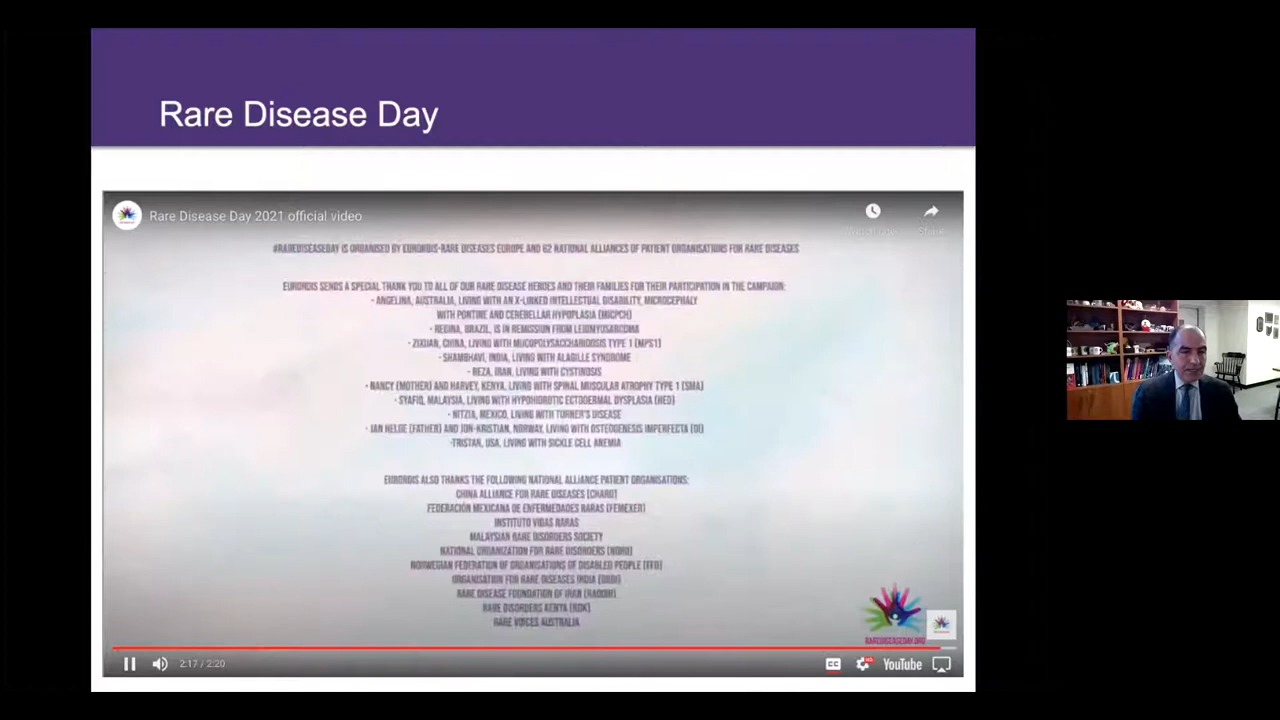 Rare Disease Day
Rare Disease Day 2021 official video
Watch later
Share
#RAREDISEASEDAY IS ORGANISED BY EURORDIS-RARE DISEASES EUROPE AND 62 NATIONAL ALLIANCES OF PATIENT ORGANISATIONS FOR RARE DISEASES
EURORDIS SENDS A SPECIAL THANK YOU TO ALL OF OUR RARE DISEASE HEROES AND THEIR FAMILIES FOR THEIR PARTICIPATION IN THE CAMPAIGN:
- ANGELINA, AUSTRALIA, LIVING WITH AN X-LINKED INTELLECTUAL DISABILITY, MICROCEPHALY
WITH PONTINE AND CEREBELLAR HYPOPLASIA (MICPCH)
- REGINA, BRAZIL, IS IN REMISSION FROM LEIOMYOSARCOMA
- ZIXUAN, CHINA, LIVING WITH MUCOPOLYSACCHARIDOSIS TYPE 1 (MPS1)
- SHAMBHAVI, INDIA, LIVING WITH ALAGILLE SYNDROME
- REZA, IRAN, LIVING WITH CYSTINOSIS
- NANCY (MOTHER) AND HARVEY, KENYA, LIVING WITH SPINAL MUSCULAR ATROPHY TYPE 1 (SMA)
- SYAFIQ, MALAYSIA, LIVING WITH HYPOHIDROTIC ECTODERMAL DYSPLASIA (HED)
- NITZIA, MEXICO, LIVING WITH TURNER'S DISEASE
- JAN HELGE (FATHER) AND JON-KRISTIAN, NORWAY, LIVING WITH OSTEOGENESIS IMPERFECTA (OI)
-TRISTAN, USA, LIVING WITH SICKLE CELL ANEMIA
EURORDIS ALSO THANKS THE FOLLOWING NATIONAL ALLIANCE PATIENT ORGANISATIONS:
CHINA ALLIANCE FOR RARE DISEASES (CHARD)
FEDERACIÓN MEXICANA DE ENFERMEDADES RARAS (FEMEXER)
INSTITUTO VIDAS RARAS
MALAYSIAN RARE DISORDERS SOCIETY
NATIONAL ORGANIZATION FOR RARE DISORDERS (NORD)
NORWEGIAN FEDERATION OF ORGANISATIONS OF DISABLED PEOPLE (FFO)
ORGANISATION FOR RARE DISEASES INDIA (ORDI)
RARE DISEASE FOUNDATION OF IRAN (RADOIR)
RARE DISORDERS KENYA (RDK)
RARE VOICES AUSTRALIA
RAREDISEASEDAY.ORG
2:17 / 2:20
CC
HD
YouTube